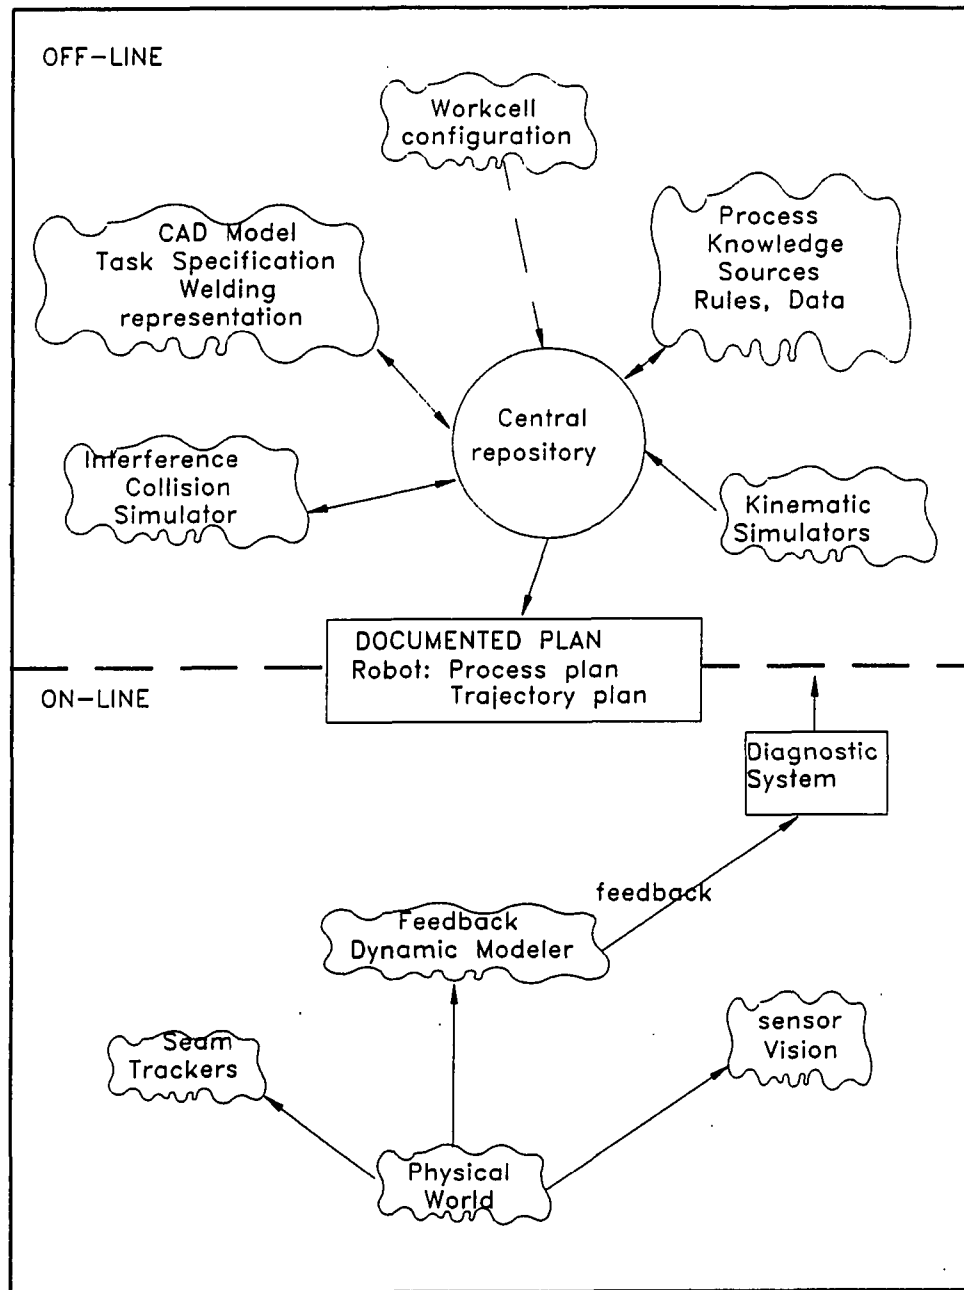 OFF-LINE
Workcell
configuration
CAD Model
Task Specification
Welding
representation
Process
Knowledge
Sources
Rules, Data
Central
repository
Interference
Collision
Simulator
Kinematic
Simulators
DOCUMENTED PLAN
Robot: Process plan
Trajectory plan
ON-LINE
Diagnostic
System
feedback
Feedback
Dynamic Modeler
sensor
Vision
Seam
Trackers
Physical
World